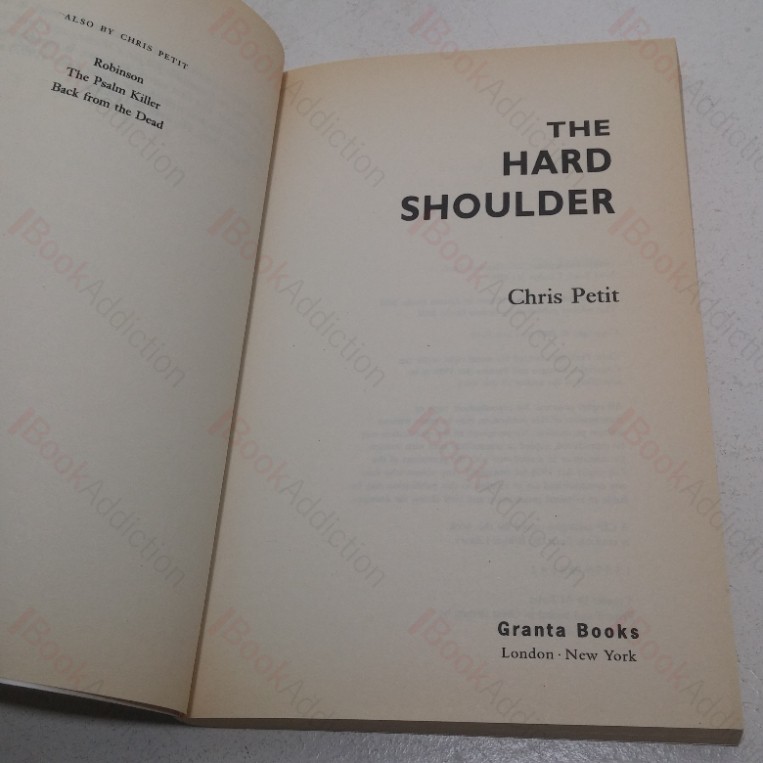 ALSO BY CHRIS PETIT
Robinson
The Psalm Killer
Back from the Dead
THE
HARD
SHOULDER
Chris Petit
Granta Books
London · New York
BookAddiction